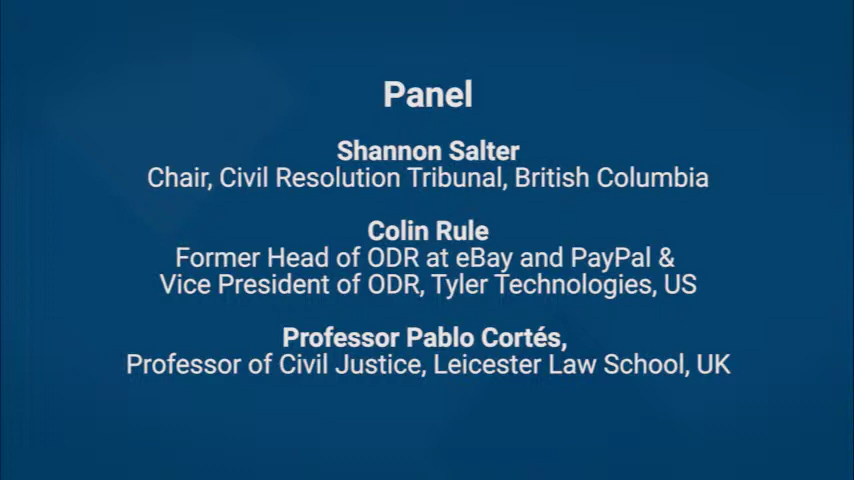 Panel
Shannon Salter
Chair, Civil Resolution Tribunal, British Columbia
Colin Rule
Former Head of ODR at eBay and PayPal &
Vice President of ODR, Tyler Technologies, US
Professor Pablo Cortés,
Professor of Civil Justice, Leicester Law School, UK